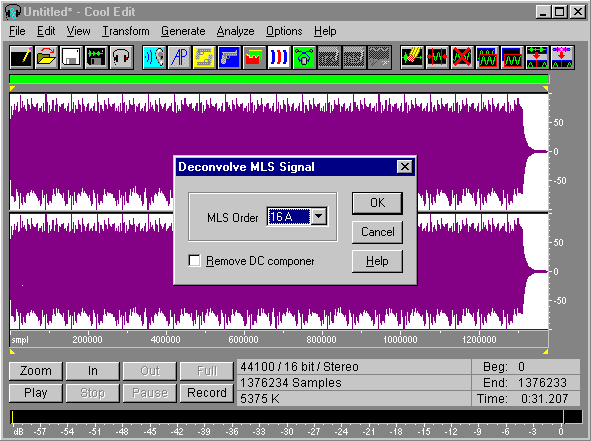 Untitled* - Cool Edit
File Edit View Transform Generate Analyze Options Help
AP
50
0
-50
Deconvolve MLS Signal
MLS Order 16 A
OK
Cancel
Remove DC componer
Help
50
0
-50
smpl 200000 400000 600000 800000 1000000 1200000
Zoom In Out Full
Play Stop Pause Record
44100 / 16 bit / Stereo
1376234 Samples
5375 K
Beg: 0
End: 1376233
Time: 0:31.207
dB -57 -54 -51 -48 -45 -42 -39 -36 -33 -30 -27 -24 -21 -18 -15 -12 -9 -6 -3 0